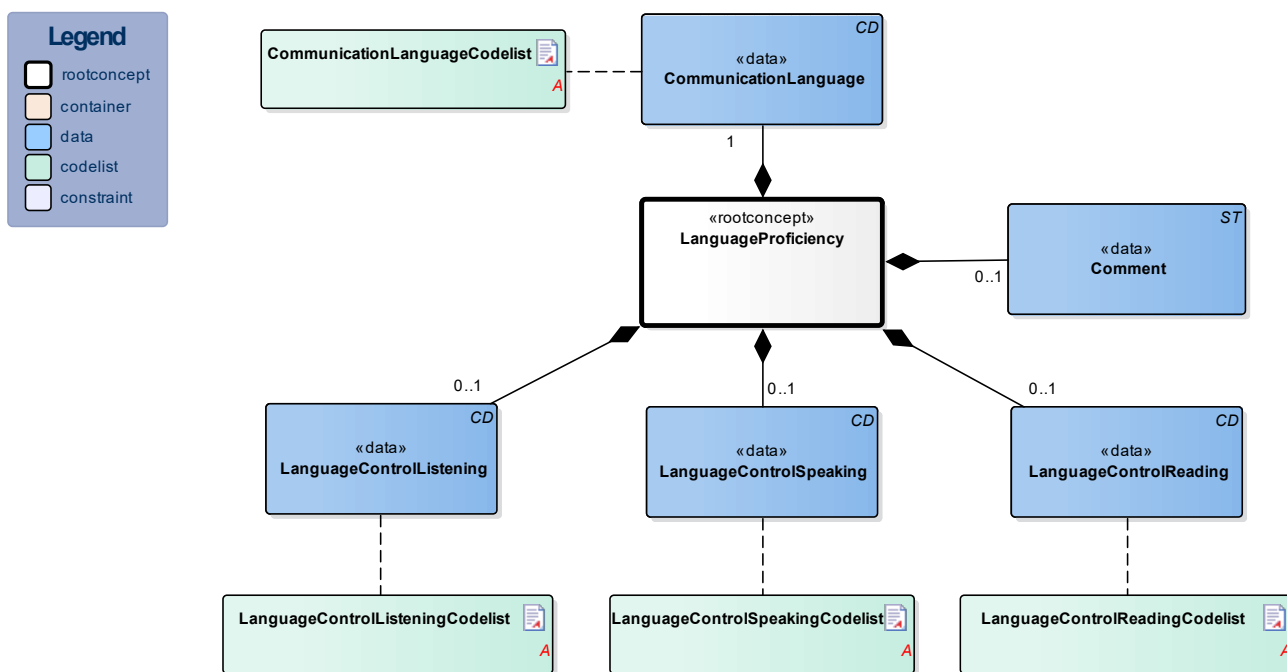 Legend
rootconcept
container
data
codelist
constraint
CommunicationLanguageCodelist
A
CD
«data»
CommunicationLanguage
1
«rootconcept»
LanguageProficiency
ST
«data»
Comment
0..1
0..1
0..1
0..1
CD
«data»
LanguageControlListening
CD
«data»
LanguageControlSpeaking
CD
«data»
LanguageControlReading
LanguageControlListeningCodelist
A
LanguageControlSpeakingCodelist
A
LanguageControlReadingCodelist
A